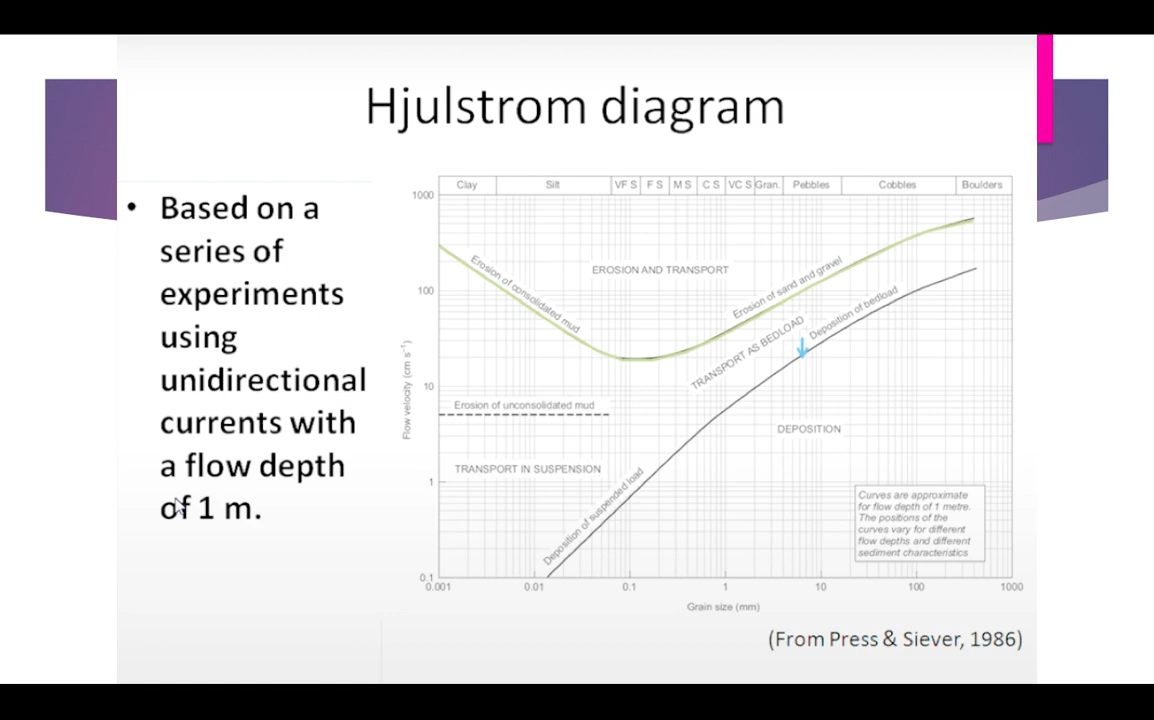 Hjulstrom diagram
• Based on a
series of
experiments
using
unidirectional
currents with
a flow depth
of 1 m.
Clay Silt VF S F S M S C S VC S Gran. Pebbles Cobbles Boulders
1000
100
10
1
0.1
Flow velocity (cm s⁻¹)
Erosion of consolidated mud
EROSION AND TRANSPORT
Erosion of sand and gravel
TRANSPORT AS BEDLOAD
Deposition of bedload
Erosion of unconsolidated mud
DEPOSITION
TRANSPORT IN SUSPENSION
Deposition of suspended load
Curves are approximate
for flow depth of 1 metre.
The positions of the
curves vary for different
flow depths and different
sediment characteristics
0.001 0.01 0.1 1 10 100 1000
Grain size (mm)
(From Press & Siever, 1986)